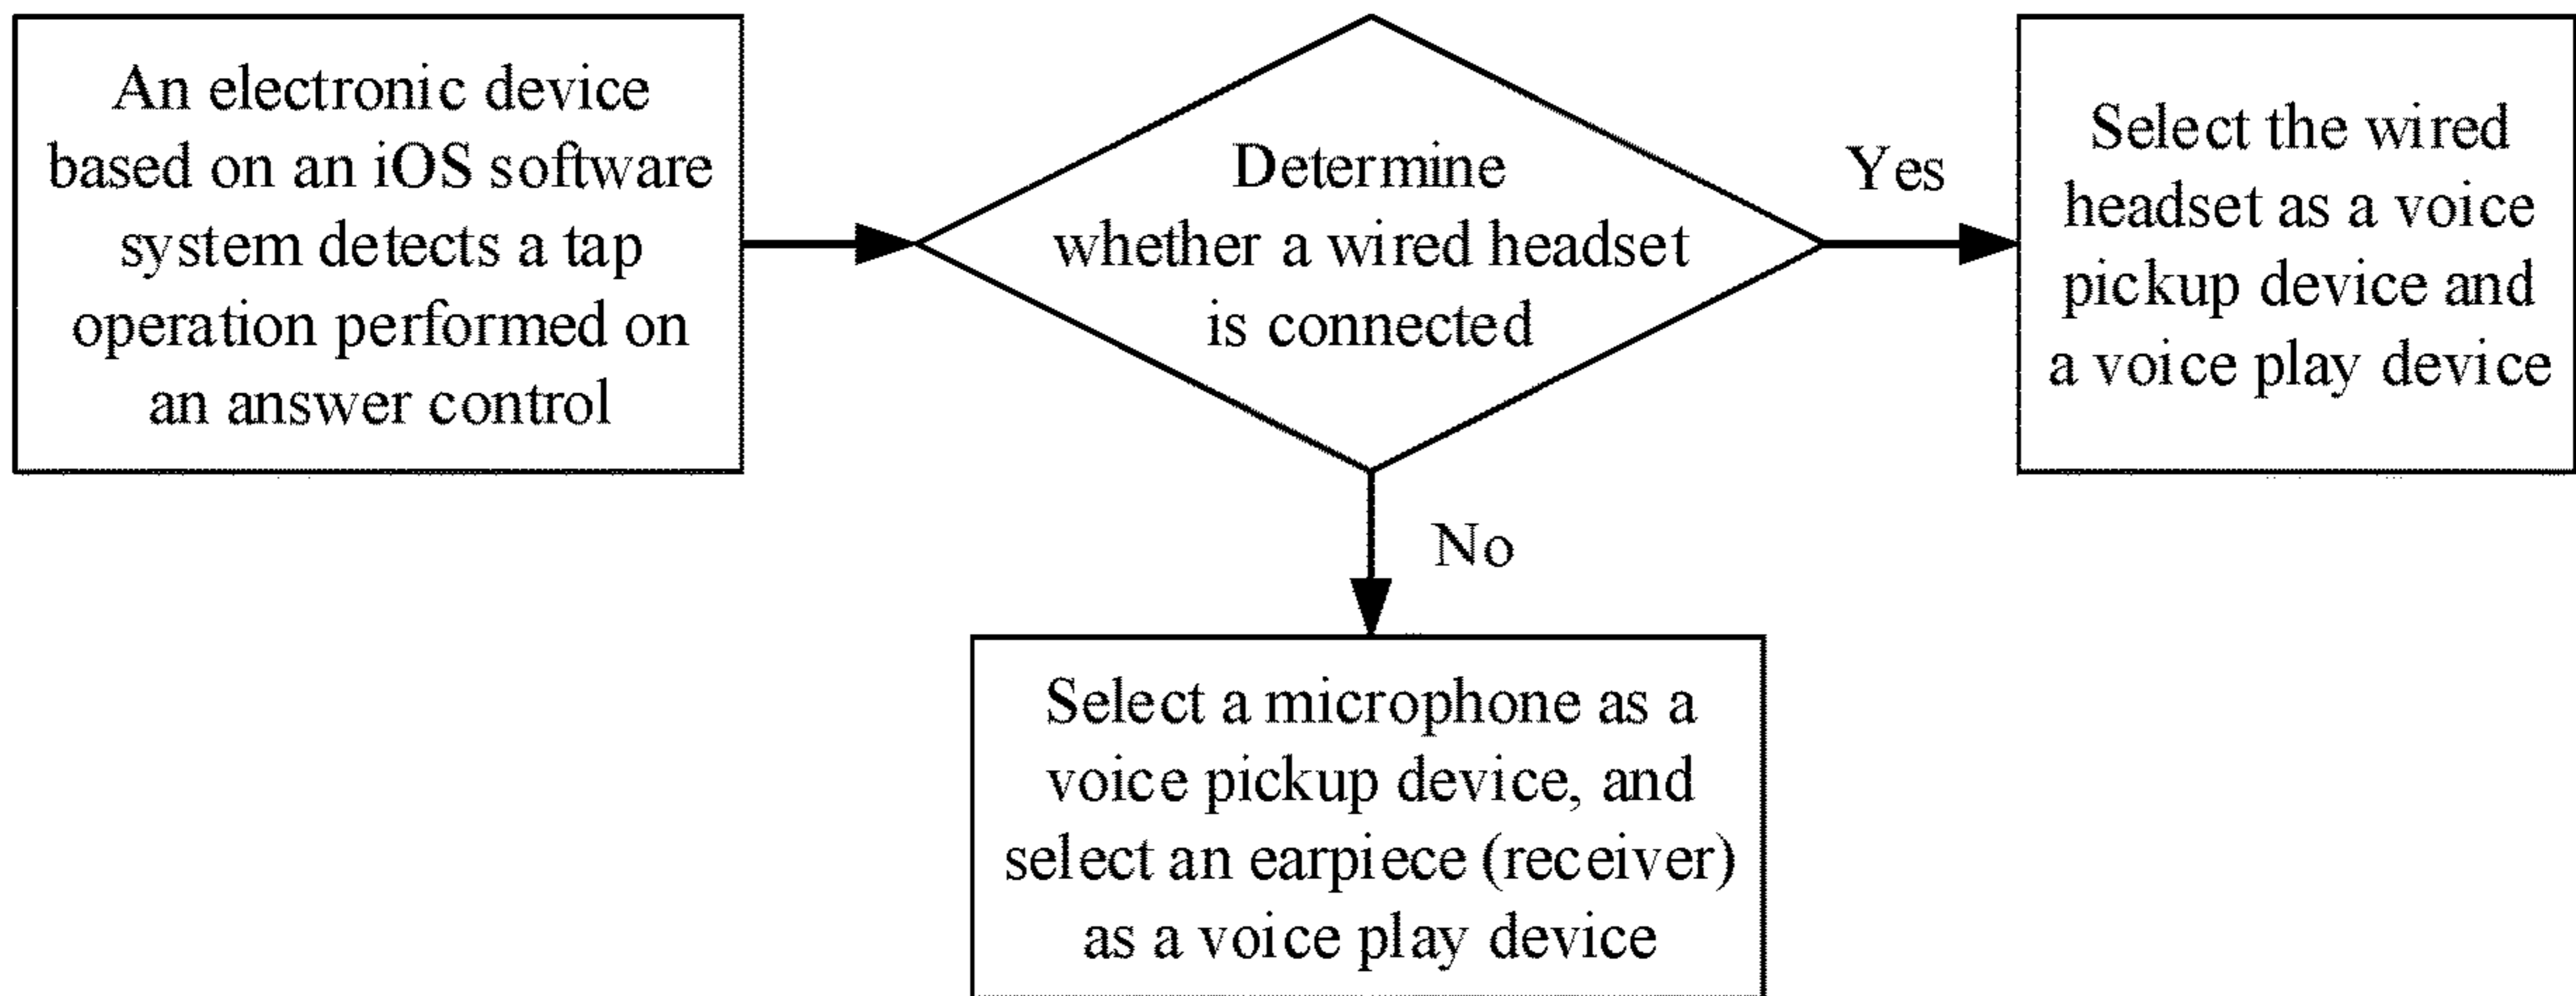 An electronic device
based on an iOS software
system detects a tap
operation performed on
an answer control
Determine
whether a wired headset
is connected
Yes
Select the wired
headset as a voice
pickup device and
a voice play device
No
Select a microphone as a
voice pickup device, and
select an earpiece (receiver)
as a voice play device